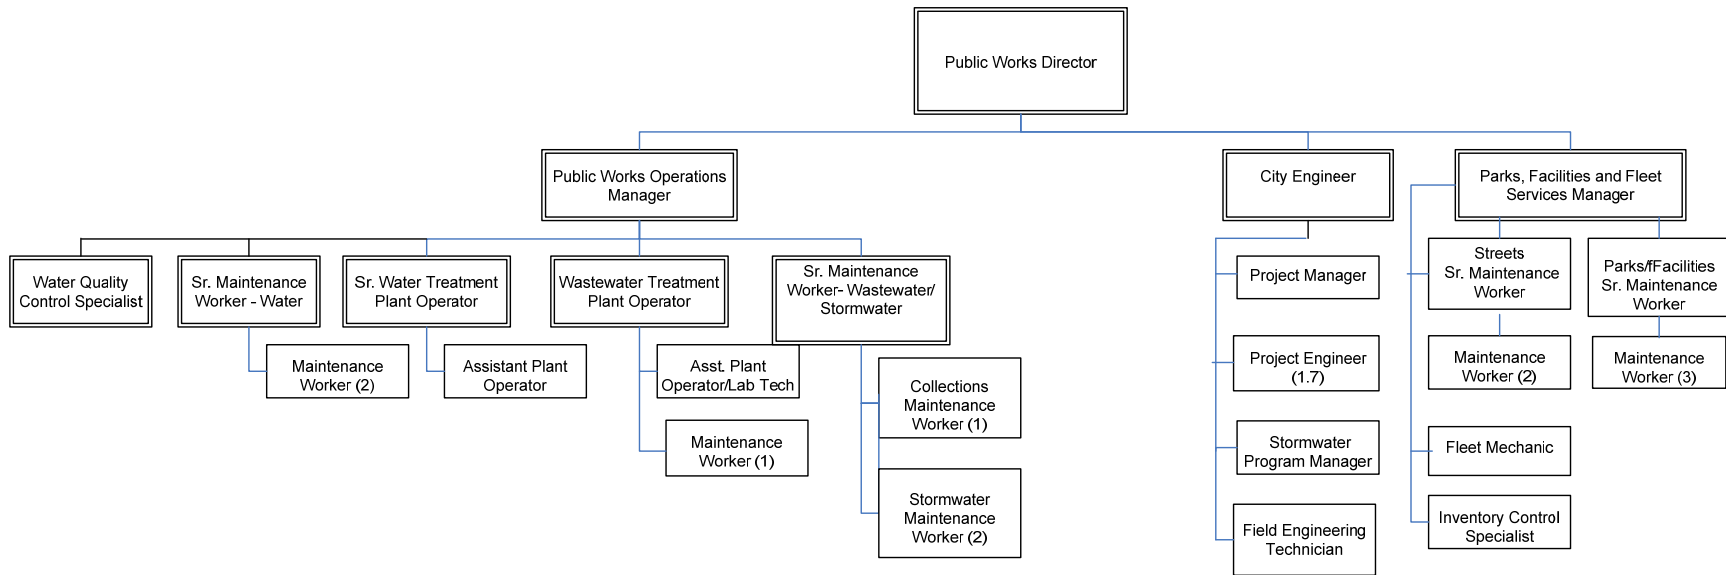 Public Works Director
Public Works Operations
Manager
City Engineer
Parks, Facilities and Fleet
Services Manager
Water Quality
Control Specialist
Sr. Maintenance
Worker - Water
Sr. Water Treatment
Plant Operator
Wastewater Treatment
Plant Operator
Sr. Maintenance
Worker- Wastewater/
Stormwater
Maintenance
Worker (2)
Assistant Plant
Operator
Asst. Plant
Operator/Lab Tech
Maintenance
Worker (1)
Collections
Maintenance
Worker (1)
Stormwater
Maintenance
Worker (2)
Project Manager
Project Engineer
(1.7)
Stormwater
Program Manager
Field Engineering
Technician
Streets
Sr. Maintenance
Worker
Maintenance
Worker (2)
Fleet Mechanic
Inventory Control
Specialist
Parks/fFacilities
Sr. Maintenance
Worker
Maintenance
Worker (3)